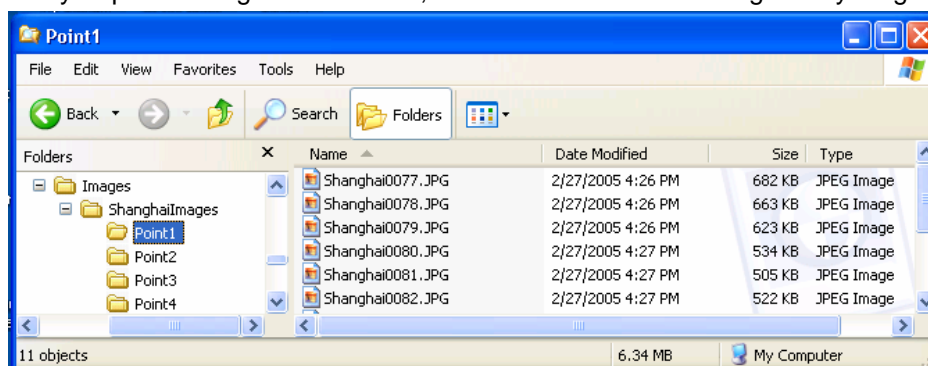 Point1
File Edit View Favorites Tools Help
Back Search Folders
Folders Name Date Modified Size Type
Images
ShanghaiImages
Point1
Point2
Point3
Point4
Shanghai0077.JPG 2/27/2005 4:26 PM 682 KB JPEG Image
Shanghai0078.JPG 2/27/2005 4:26 PM 663 KB JPEG Image
Shanghai0079.JPG 2/27/2005 4:26 PM 623 KB JPEG Image
Shanghai0080.JPG 2/27/2005 4:27 PM 534 KB JPEG Image
Shanghai0081.JPG 2/27/2005 4:27 PM 505 KB JPEG Image
Shanghai0082.JPG 2/27/2005 4:27 PM 522 KB JPEG Image
11 objects 6.34 MB My Computer